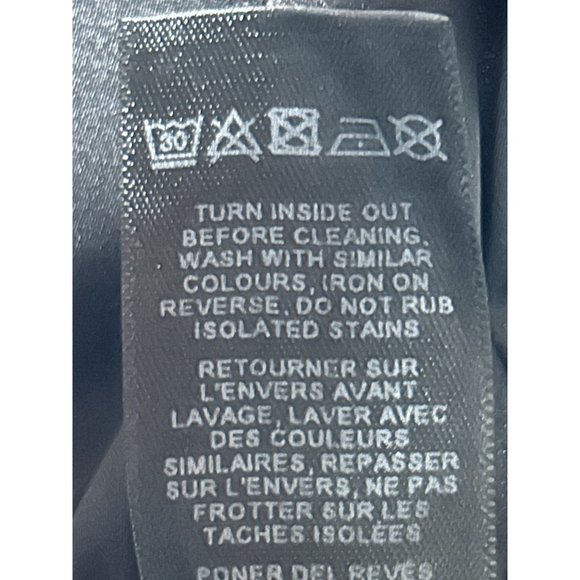 30
TURN INSIDE OUT
BEFORE CLEANING.
WASH WITH SIMILAR
COLOURS, IRON ON
REVERSE. DO NOT RUB
ISOLATED STAINS
RETOURNER SUR
L'ENVERS AVANT
LAVAGE, LAVER AVEC
DES COULEURS
SIMILAIRES, REPASSER
SUR L'ENVERS, NE PAS
FROTTER SUR LES
TACHES ISOLÉES
PONER DEL REVÉS